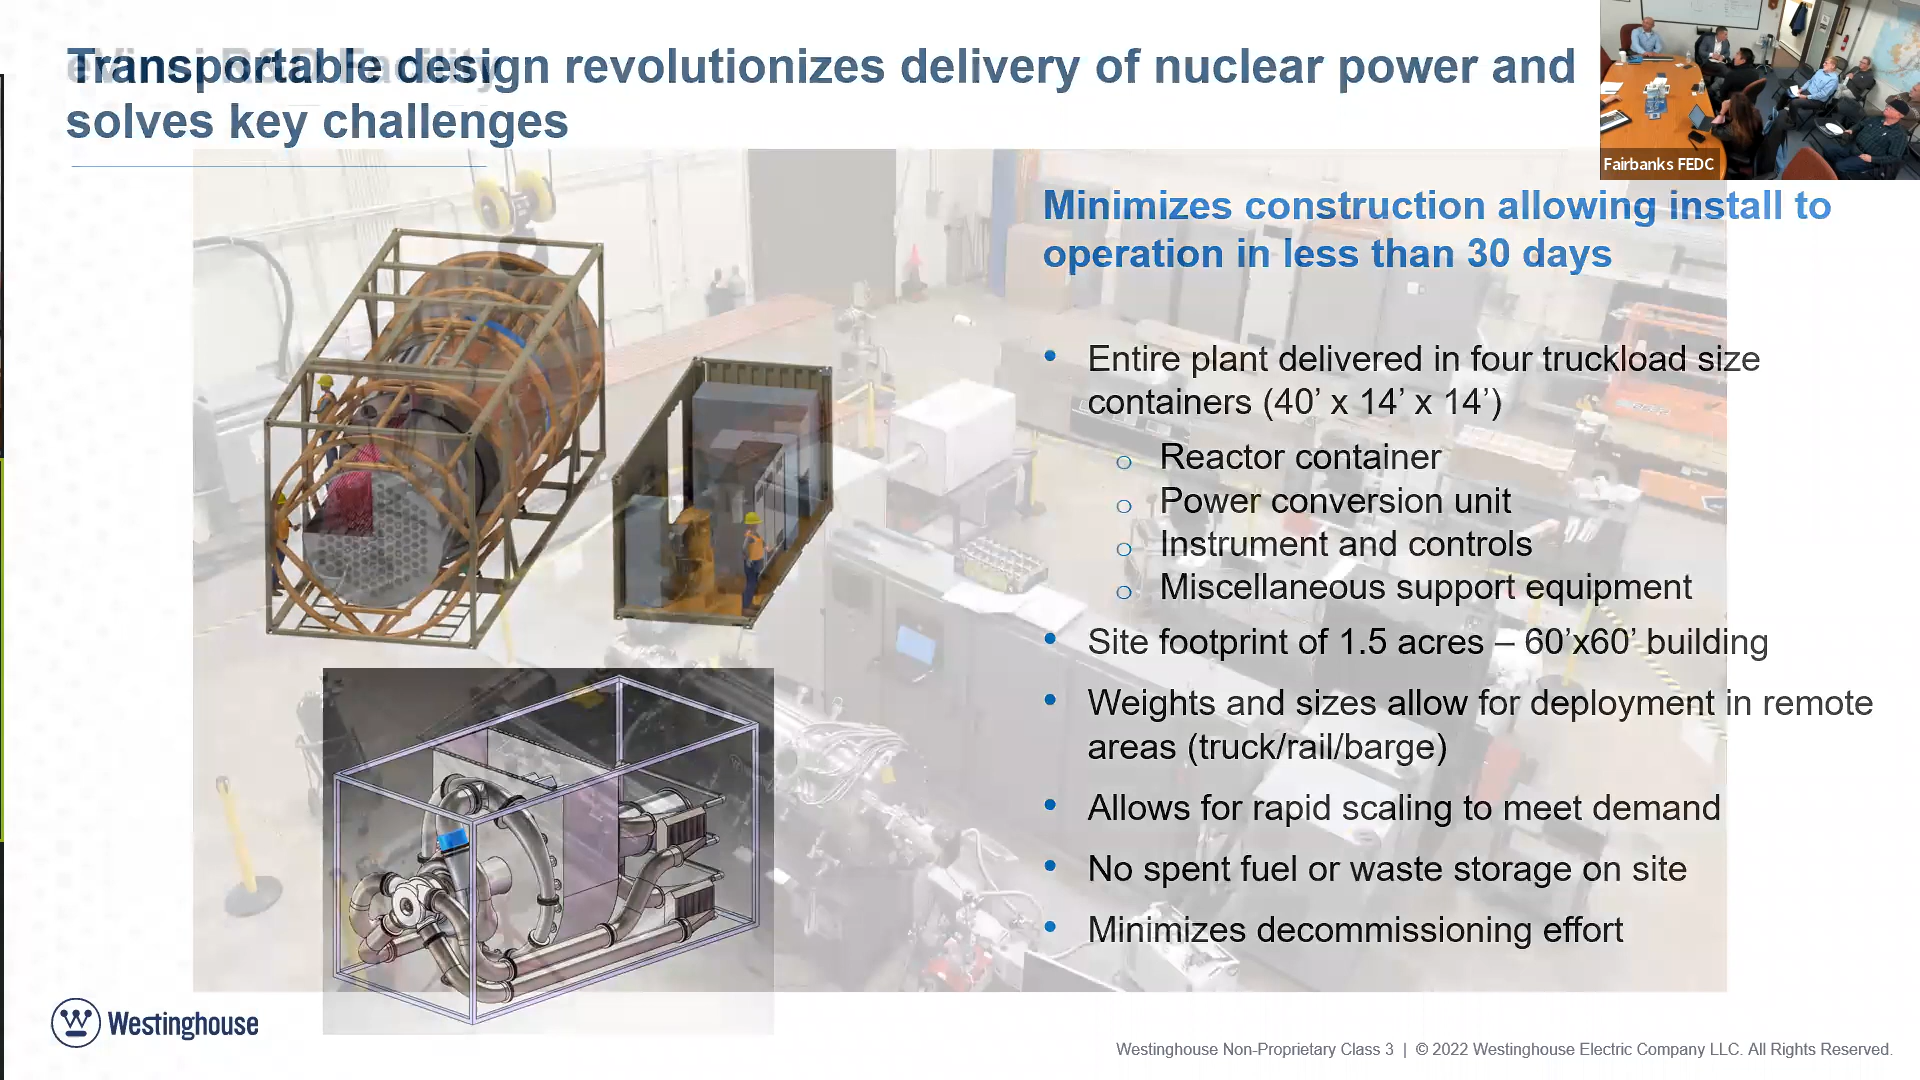 Transportable design revolutionizes delivery of nuclear power and
solves key challenges
Fairbanks FEDC
Minimizes construction allowing install to
operation in less than 30 days
• Entire plant delivered in four truckload size
containers (40’ x 14’ x 14’)
o Reactor container
o Power conversion unit
o Instrument and controls
o Miscellaneous support equipment
• Site footprint of 1.5 acres – 60’x60’ building
• Weights and sizes allow for deployment in remote
areas (truck/rail/barge)
• Allows for rapid scaling to meet demand
• No spent fuel or waste storage on site
• Minimizes decommissioning effort
Westinghouse
Westinghouse Non-Proprietary Class 3 | © 2022 Westinghouse Electric Company LLC. All Rights Reserved.